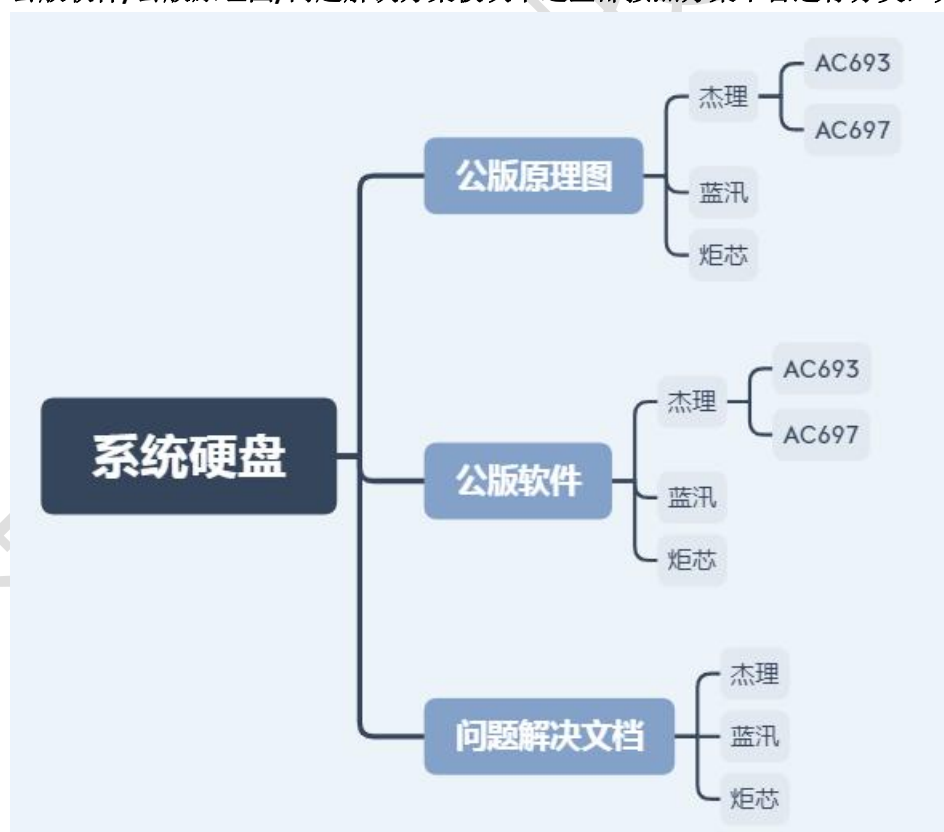 系统硬盘
公版原理图
杰理
AC693
AC697
蓝汛
炬芯
公版软件
杰理
AC693
AC697
蓝汛
炬芯
问题解决文档
杰理
蓝汛
炬芯